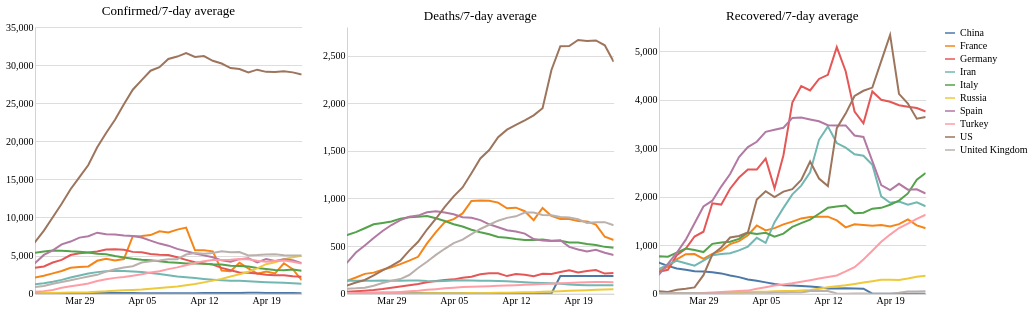 Confirmed/7-day average
35,000
30,000
25,000
20,000
15,000
10,000
5,000
0
Mar 29 Apr 05 Apr 12 Apr 19
Deaths/7-day average
2,500
2,000
1,500
1,000
500
0
Mar 29 Apr 05 Apr 12 Apr 19
Recovered/7-day average
5,000
4,000
3,000
2,000
1,000
0
Mar 29 Apr 05 Apr 12 Apr 19
China
France
Germany
Iran
Italy
Russia
Spain
Turkey
US
United Kingdom